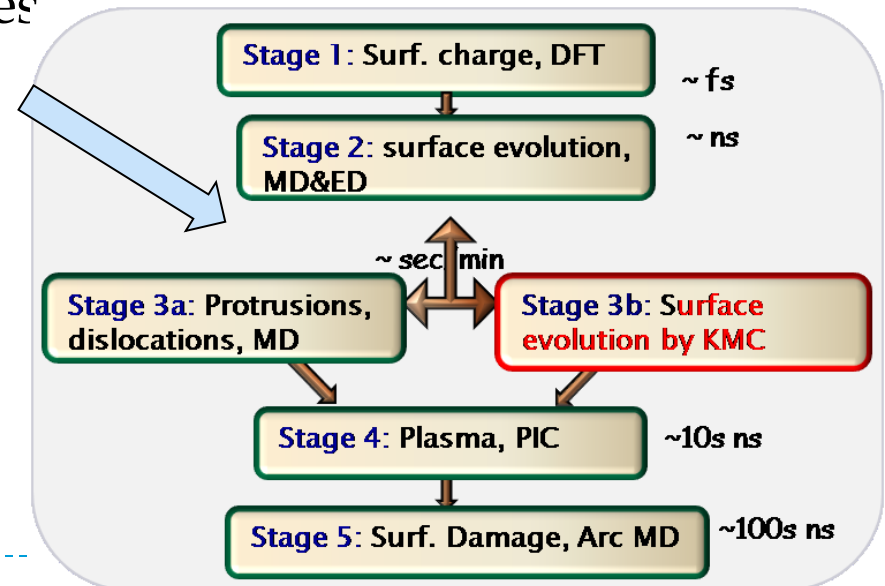 es
Stage 1: Surf. charge, DFT
~ fs
Stage 2: surface evolution,
MD&ED
~ ns
~ sec/min
Stage 3a: Protrusions,
dislocations, MD
Stage 3b: Surface
evolution by KMC
Stage 4: Plasma, PIC
~10s ns
Stage 5: Surf. Damage, Arc MD
~100s ns